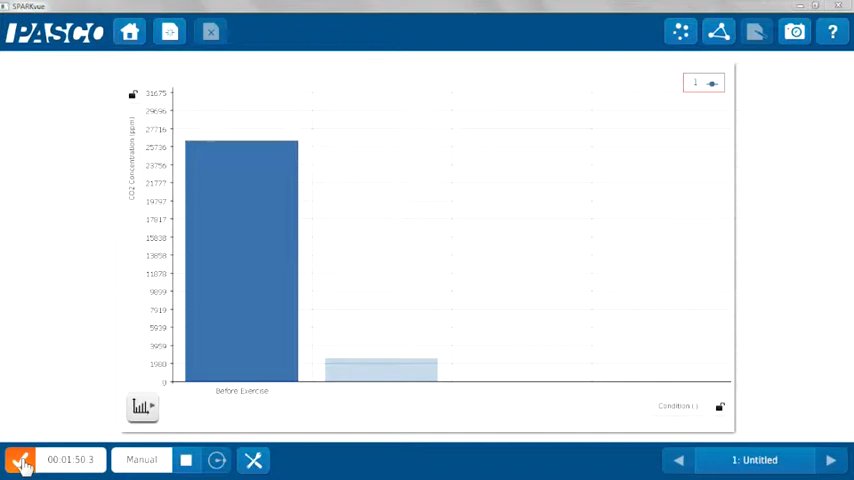 SPARKvue
PASCO
?
1
31675
29696
27716
25736
23756
21777
19797
17817
15838
13858
11878
9899
7919
5939
3959
1980
0
CO2 Concentration (ppm)
Before Exercise
Condition ( )
00:01:50.3
Manual
1: Untitled